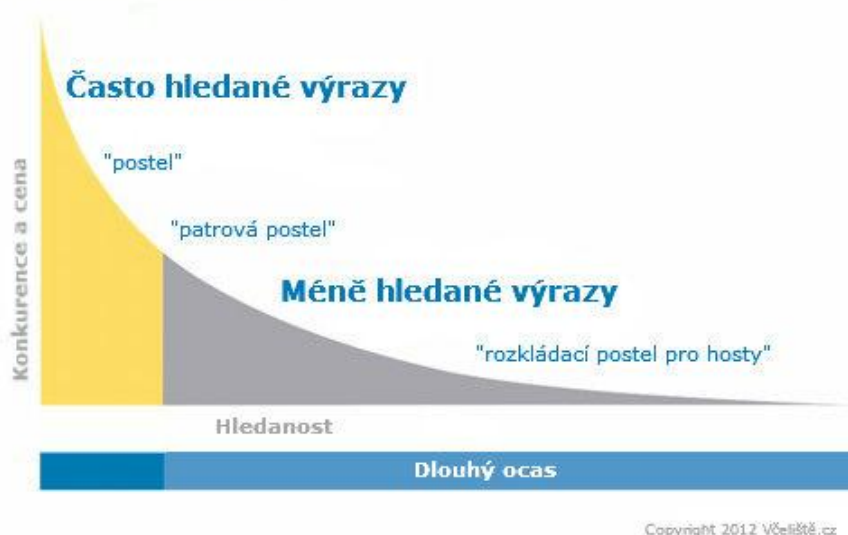 Často hledané výrazy
"postel"
"patrová postel"
Méně hledané výrazy
"rozkládací postel pro hosty"
Konkurence a cena
Hledanost
Dlouhý ocas
Copyright 2012 Včeliště.cz